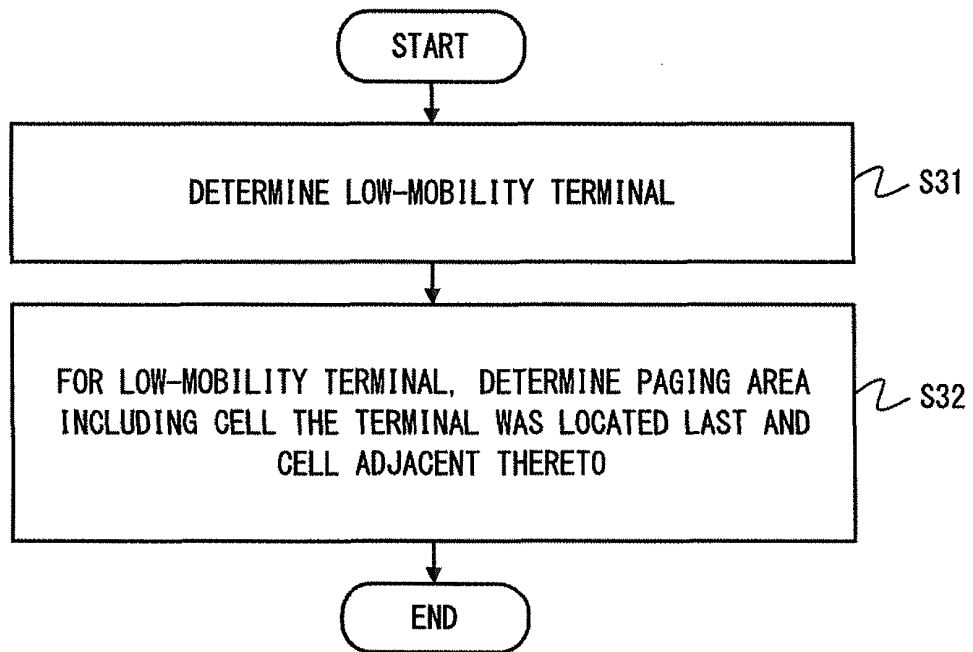 START
DETERMINE LOW-MOBILITY TERMINAL
S31
FOR LOW-MOBILITY TERMINAL, DETERMINE PAGING AREA
INCLUDING CELL THE TERMINAL WAS LOCATED LAST AND
CELL ADJACENT THERETO
S32
END